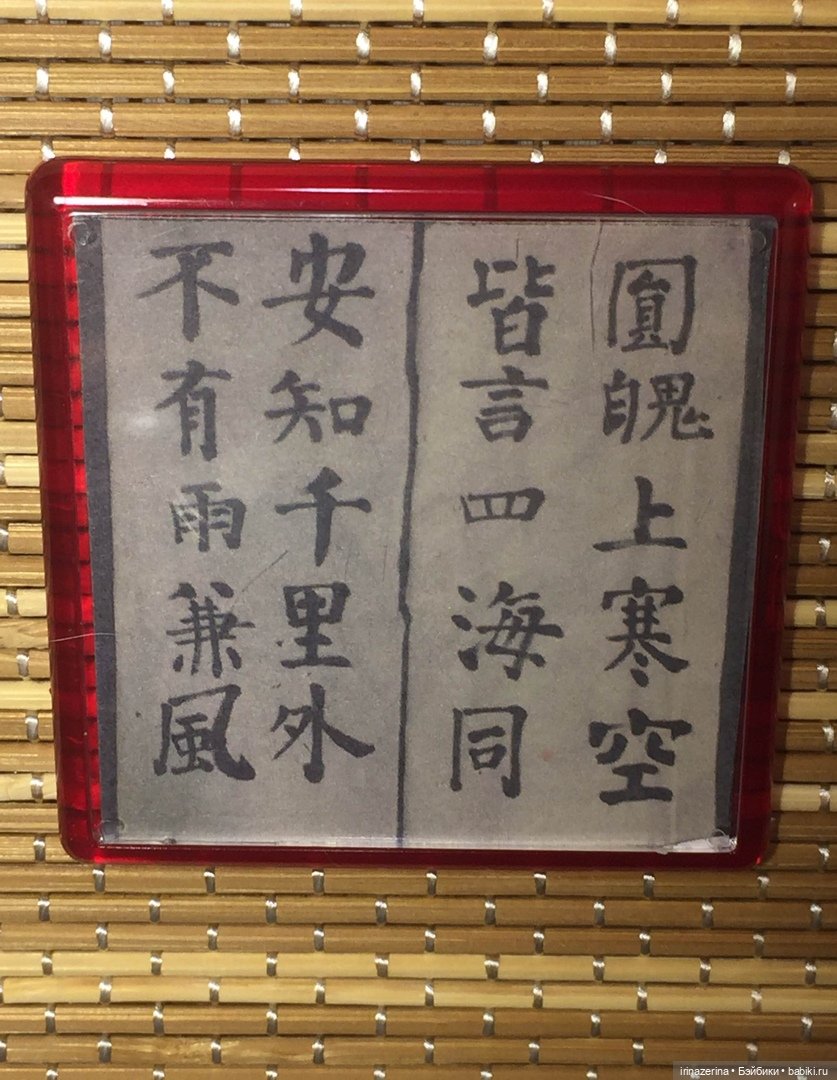 圓魄上寒空
皆言四海同
安知千里外
不有雨兼風
irinazerina • Бэйбики • babiki.ru